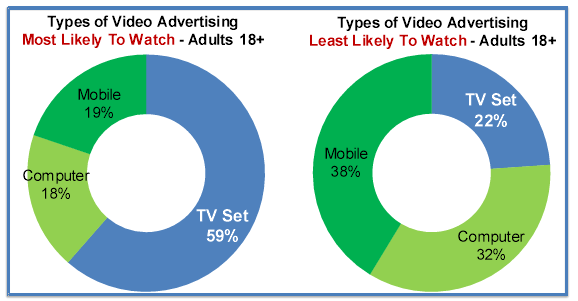 Types of Video Advertising
Most Likely To Watch - Adults 18+
Mobile
19%
Computer
18%
TV Set
59%
Types of Video Advertising
Least Likely To Watch - Adults 18+
TV Set
22%
Mobile
38%
Computer
32%